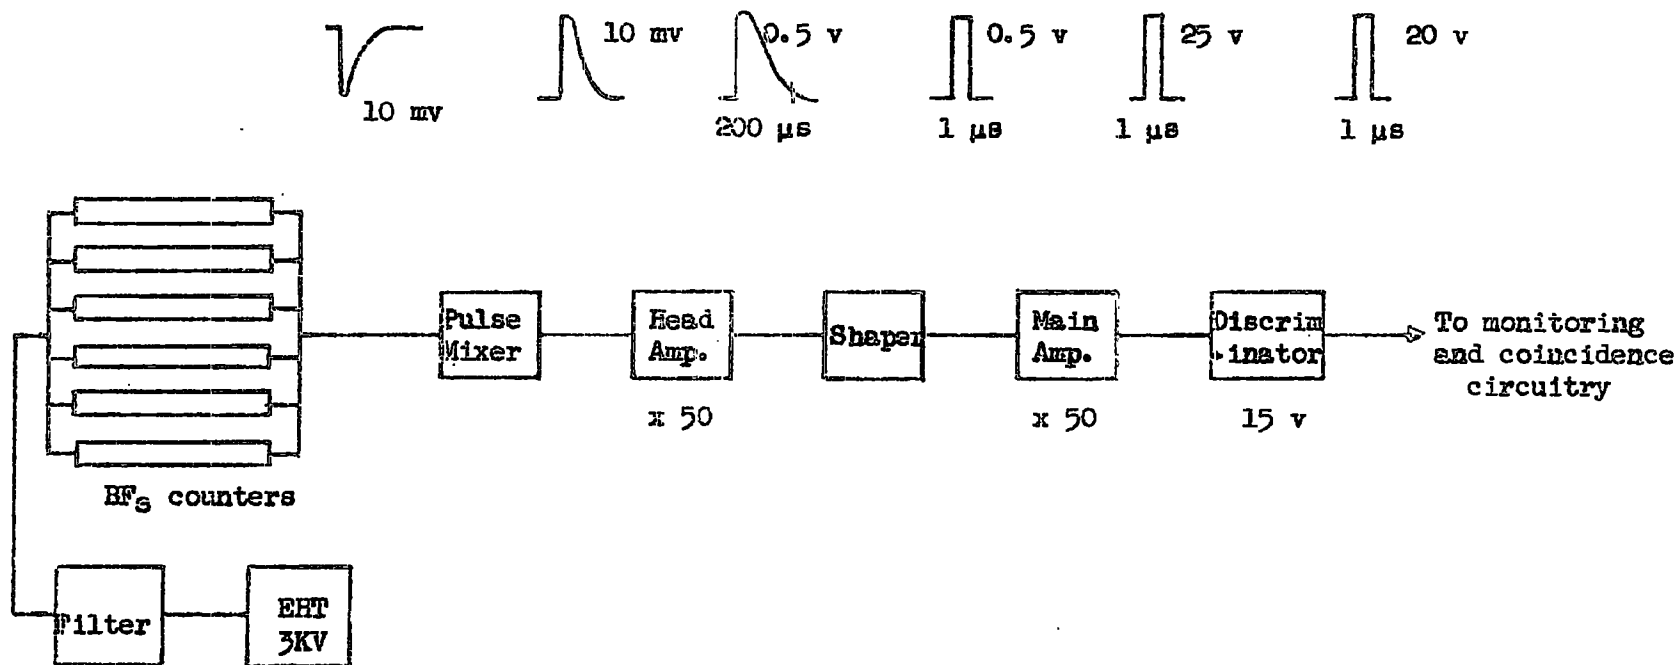 10 mv
10 mv
0.5 v
200 µs
0.5 v
1 µs
25 v
1 µs
20 v
1 µs
BF3 counters
Pulse
Mixer
Head
Amp.
x 50
Shaper
Main
Amp.
x 50
Discrim
-inator
15 v
To monitoring
and coincidence
circuitry
Filter
EHT
3KV